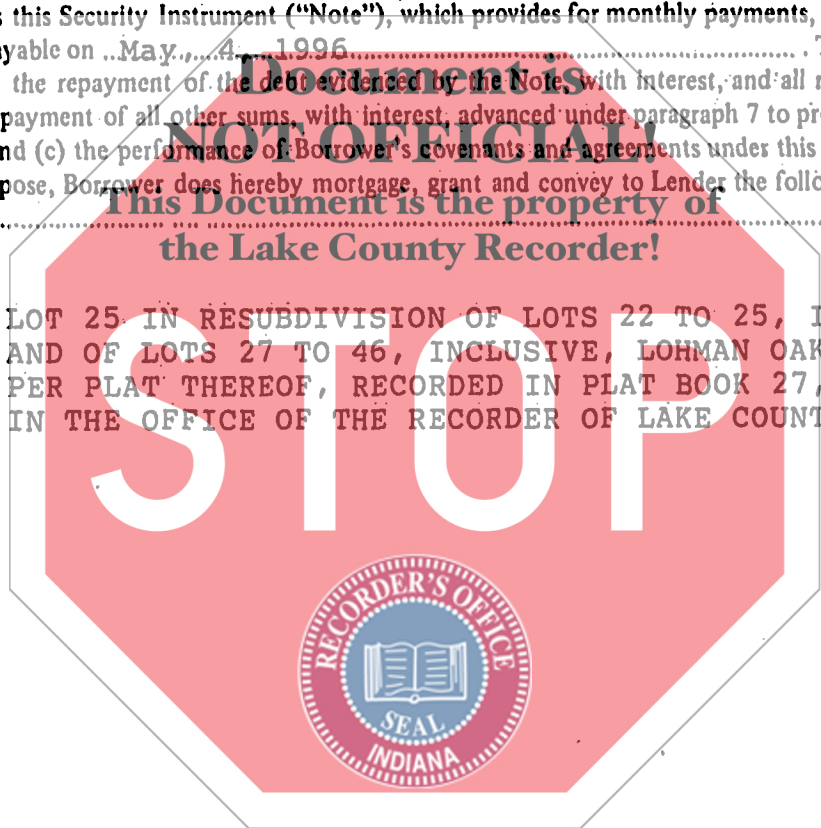 this Security Instrument (“Note”), which provides for monthly payments,
yable on May, 4 1996
the repayment of the debt evidenced by the Note, with interest, and all
payment of all other sums, with interest, advanced under paragraph 7 to
nd (c) the performance of Borrower's covenants and agreements under this
pose, Borrower does hereby mortgage, grant and convey to Lender the
Document is
NOT OFFICIAL!
This Document is the property of
the Lake County Recorder!
LOT 25 IN RESUBDIVISION OF LOTS 22 TO 25,
AND OF LOTS 27 TO 46, INCLUSIVE, LOHMAN OAK
PER PLAT THEREOF, RECORDED IN PLAT BOOK 27,
IN THE OFFICE OF THE RECORDER OF LAKE COUNT
STOP
RECORDER'S OFFICE
SEAL
INDIANA